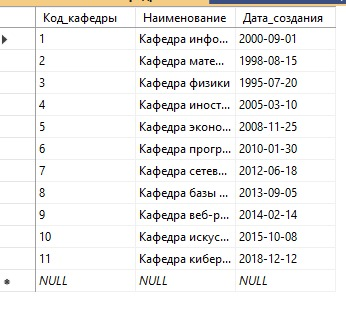 Код_кафедры Наименование Дата_создания
1 Кафедра инфо... 2000-09-01
2 Кафедра мате... 1998-08-15
3 Кафедра физики 1995-07-20
4 Кафедра иност... 2005-03-10
5 Кафедра эконо... 2008-11-25
6 Кафедра прогр... 2010-01-30
7 Кафедра сетев... 2012-06-18
8 Кафедра базы ... 2013-09-05
9 Кафедра веб-р... 2014-02-14
10 Кафедра искус... 2015-10-08
11 Кафедра кибер... 2018-12-12
NULL NULL NULL